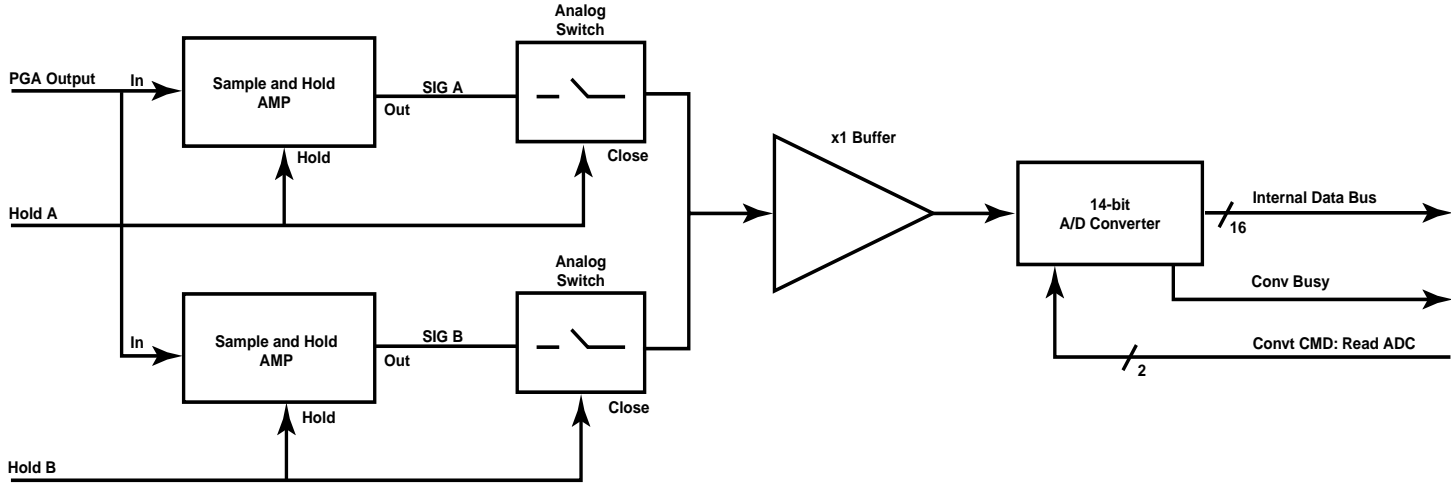 Analog
Switch
PGA Output
In
Sample and Hold
AMP
SIG A
Out
Hold
Close
Hold A
x1 Buffer
14-bit
A/D Converter
Internal Data Bus
16
Conv Busy
Convt CMD: Read ADC
2
Analog
Switch
In
Sample and Hold
AMP
SIG B
Out
Hold
Close
Hold B